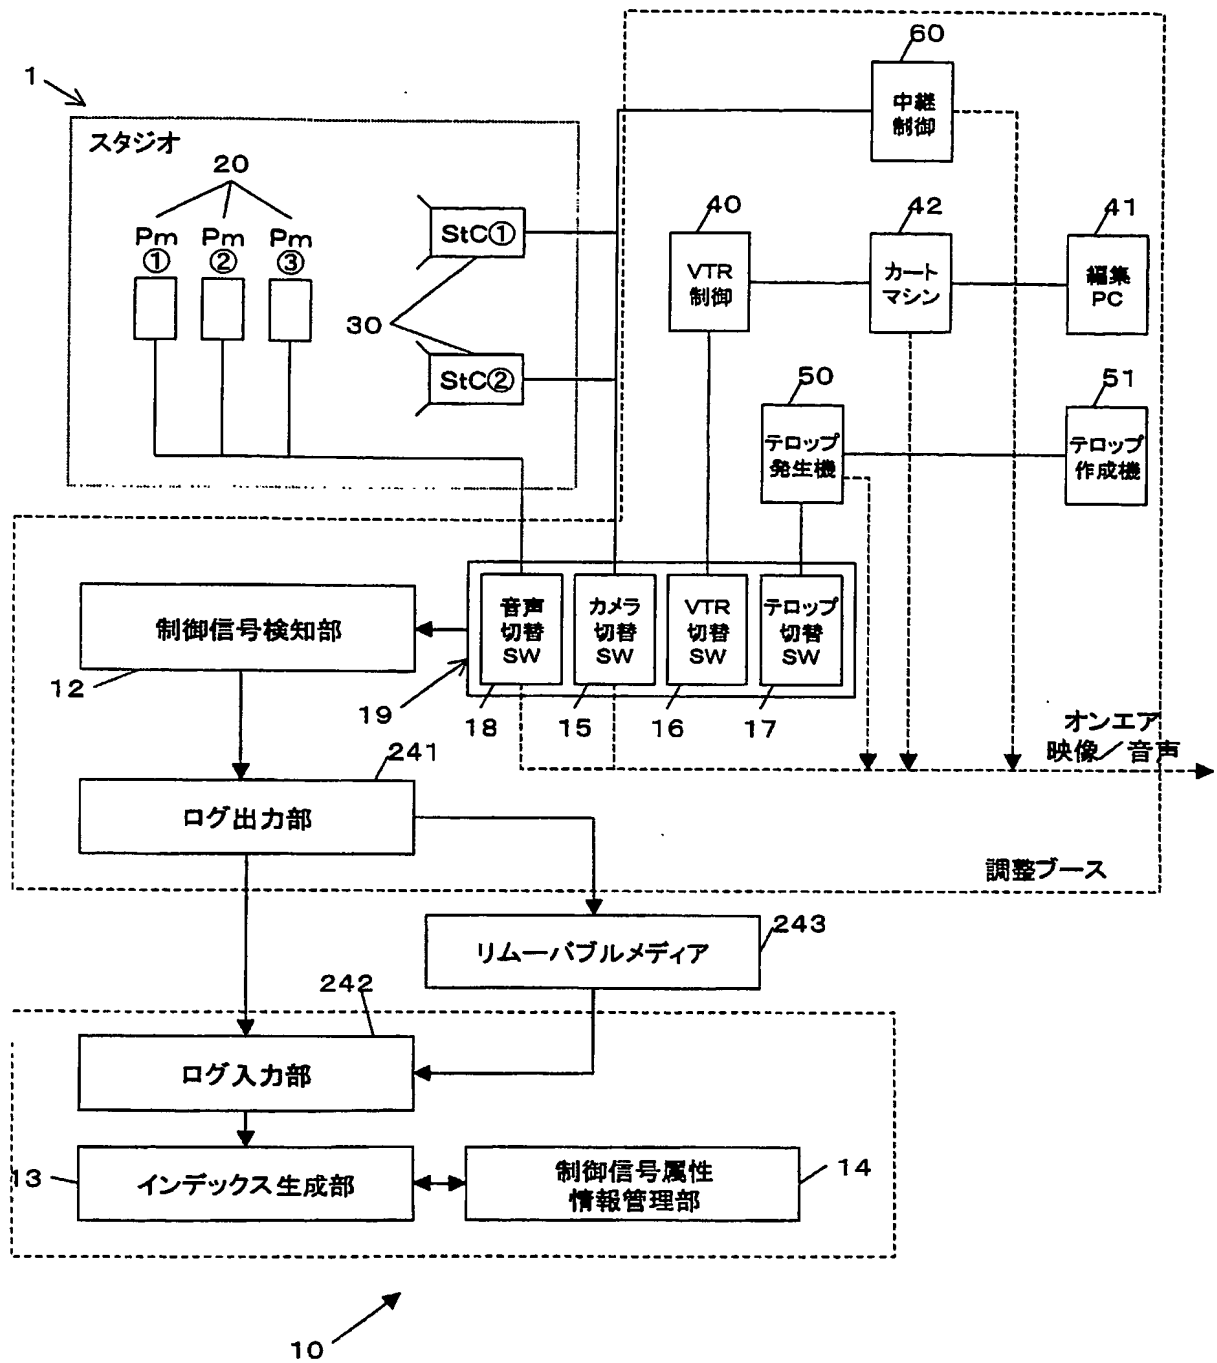 1
スタジオ
20
Pm
①
Pm
②
Pm
③
StC①
30
StC②
60
中継
制御
40
VTR
制御
42
カート
マシン
41
編集
PC
50
テロップ
発生機
51
テロップ
作成機
制御信号検知部
12
音声
切替
SW
カメラ
切替
SW
VTR
切替
SW
テロップ
切替
SW
19
18
15
16
17
オンエア
映像／音声
241
ログ出力部
調整ブース
リムーバブルメディア
243
242
ログ入力部
13
インデックス生成部
制御信号属性
情報管理部
14
10